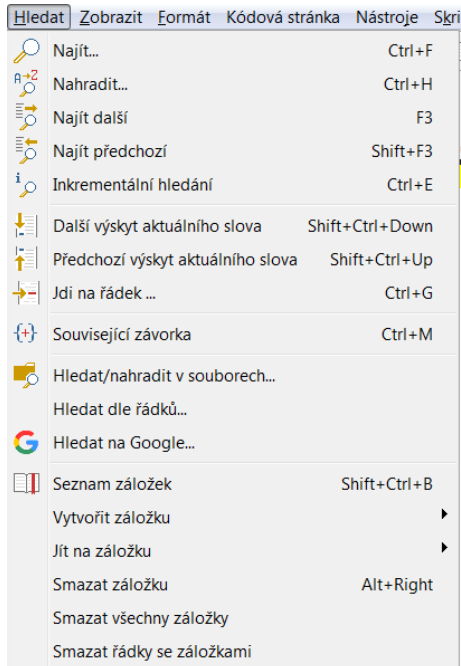 Hledat Zobrazit Formát Kódová stránka Nástroje Skri
Najít... Ctrl+F
A→Z
Nahradit... Ctrl+H
Najít další F3
Najít předchozí Shift+F3
i
Inkrementální hledání Ctrl+E
Další výskyt aktuálního slova Shift+Ctrl+Down
Předchozí výskyt aktuálního slova Shift+Ctrl+Up
Jdi na řádek ... Ctrl+G
{+} Související závorka Ctrl+M
Hledat/nahradit v souborech...
Hledat dle řádků...
G Hledat na Google...
Seznam záložek Shift+Ctrl+B
Vytvořit záložku
Jít na záložku
Smazat záložku Alt+Right
Smazat všechny záložky
Smazat řádky se záložkami